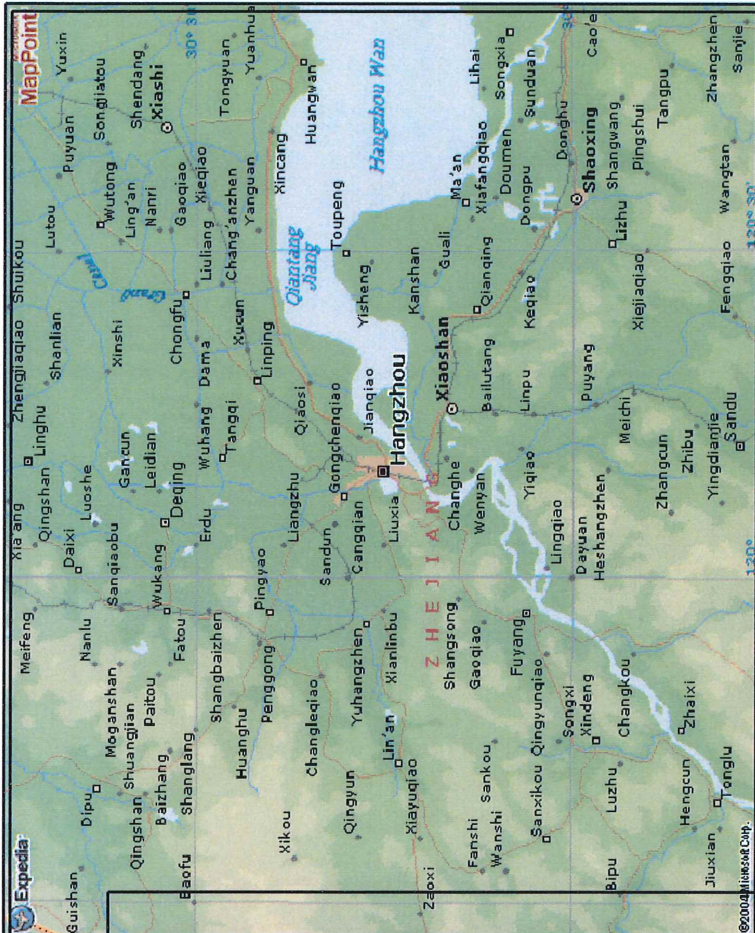 Expedia
Microsoft
MapPoint
Meifeng
Xia'ang
Zhengjiaqiao
Shuikou
Qingshan
Linghu
Shanlian
Lutou
Puyuan
Yuxin
Guishan
Dipu
Nanlu
Daixi
Luoshe
Xinshi
Grand Canal
Wutong
Songjiatou
Moganshan
Shuangjian
Sanqiaobu
Gancun
Ling'an
Shendang
Qingshan
Baizhang
Paitou
Wukang
Leidian
Deqing
Nanri
Xiashi
Baofu
Shanglang
Fatou
Erdu
Wuhang
Dama
Chongfu
Gaoqiao
Xieqiao
30° 30'
Shangbaizhen
Tangqi
Liuliang
Tongyuan
Huanghu
Xucun
Chang'anzhen
Yanguan
Yuanhua
Penggong
Pingyao
Linping
Xikou
Liangzhu
Qiaosi
Xincang
Changleqiao
Sandun
Gongchenqiao
Qiantang
Jiang
Huangwan
Qingyun
Yuhangzhen
Cangqian
Jianqiao
Toupeng
Lin'an
Xianlinbu
Liuxia
Hangzhou
Yisheng
Hangzhou Wan
Xiayuqiao
Zaoxi
ZHEJIANG
Kanshan
Shangsong
Changhe
Xiaoshan
Guali
Ma'an
Fanshi
Sankou
Gaoqiao
Wenyan
Bailutang
Qianqing
Xiafangqiao
Lihai
Wanshi
Doumen
Songxia
Fuyang
Yiqiao
Linpu
Keqiao
Dongpu
Sunduan
Sanxikou
Qingyunqiao
Lingqiao
Donghu
30°
Songxi
Dayuan
Puyang
Shaoxing
Cao'e
Xindeng
Heshangzhen
Bipu
Luzhu
Changkou
Meichi
Lizhu
Shangwang
Xiejiaqiao
Pingshui
Tangpu
Hengcun
Zhaixi
Zhangcun
Zhibu
Jiuxian
Tonglu
Yingdianjie
Sandu
Fengqiao
Wangtan
Zhangzhen
Sanjie
©2004 Microsoft Corp.
120°
120° 30'